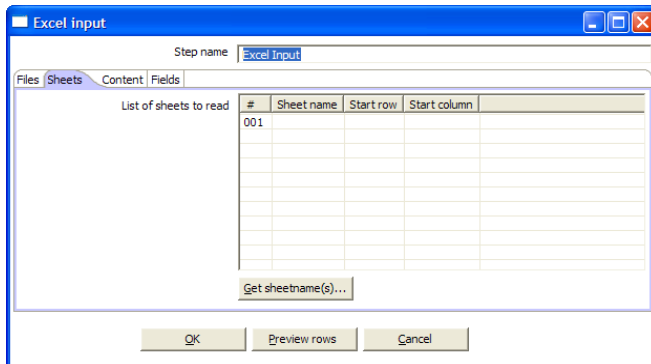 Excel input
Step name Excel Input
Files Sheets Content Fields
List of sheets to read # Sheet name Start row Start column
001
Get sheetname(s)...
OK Preview rows Cancel